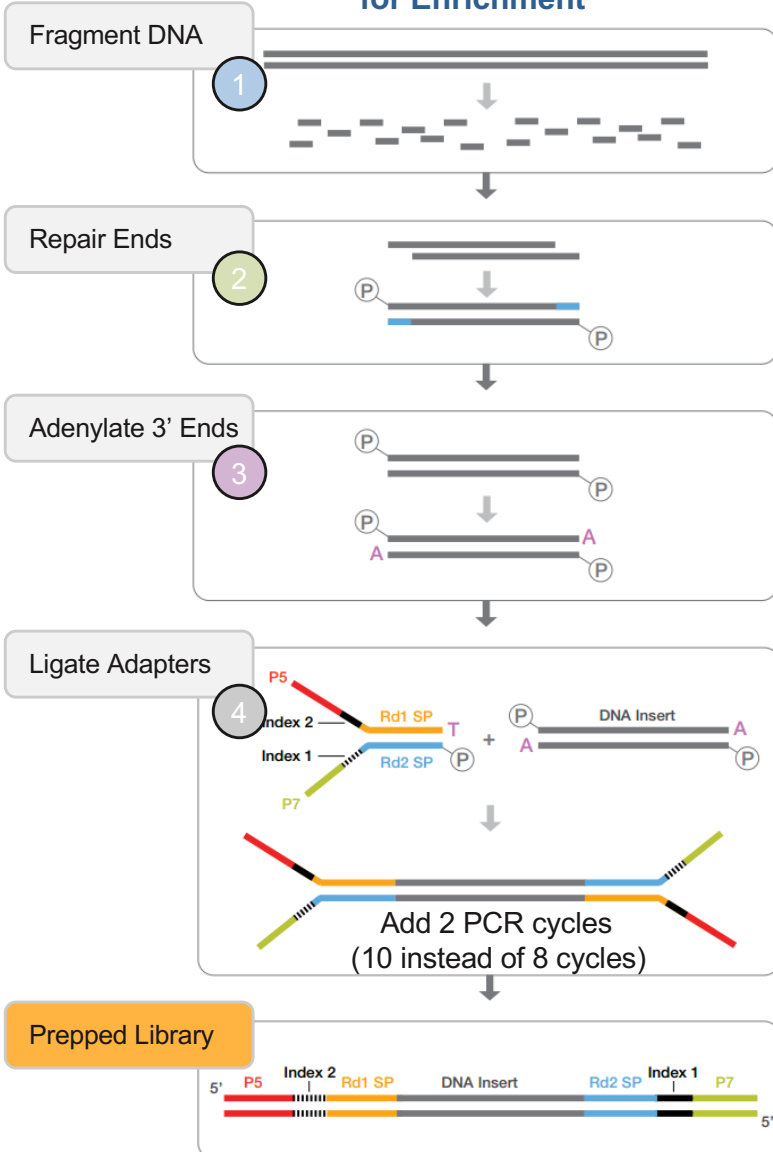 for Enrichment
Fragment DNA
1
Repair Ends
2
P
P
Adenylate 3’ Ends
3
P
P
P
A
A
P
Ligate Adapters
4
P5
Index 2
Rd1 SP
T
Index 1
Rd2 SP
P
P7
+
P
DNA Insert
A
A
P
Add 2 PCR cycles
(10 instead of 8 cycles)
Prepped Library
5’ P5 Index 2 Rd1 SP DNA Insert Rd2 SP Index 1 P7
5’